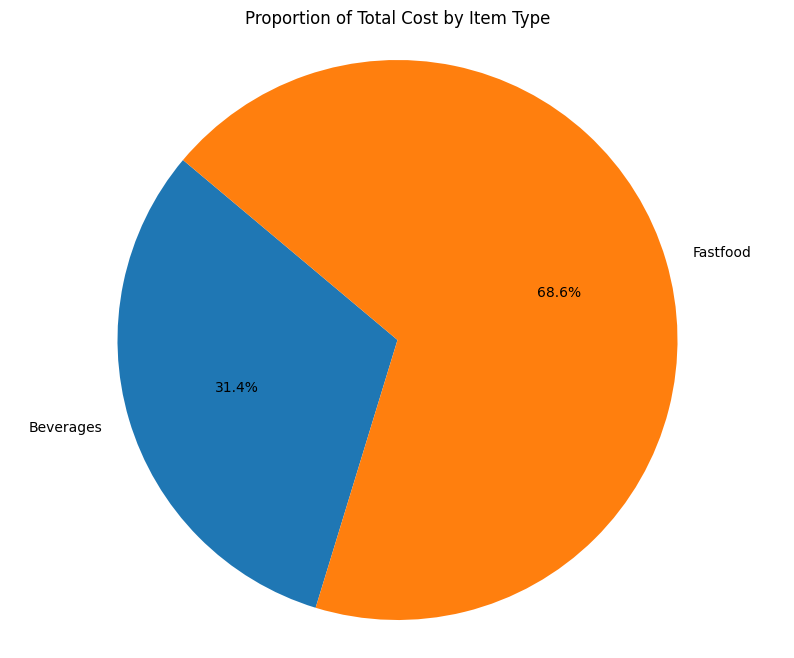 Proportion of Total Cost by Item Type
Fastfood
68.6%
31.4%
Beverages